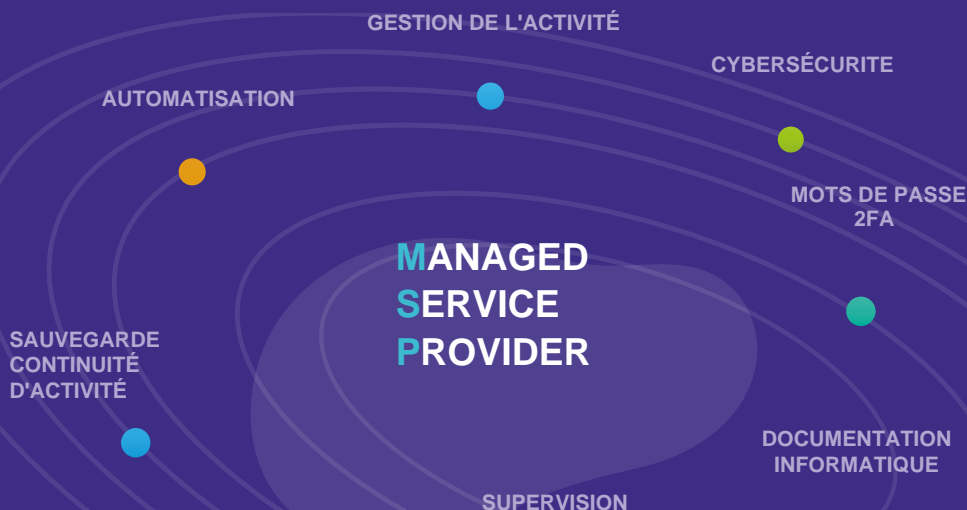 GESTION DE L'ACTIVITÉ
CYBERSÉCURITE
AUTOMATISATION
MOTS DE PASSE
2FA
MANAGED
SERVICE
PROVIDER
SAUVEGARDE
CONTINUITÉ
D'ACTIVITÉ
DOCUMENTATION
INFORMATIQUE
SUPERVISION